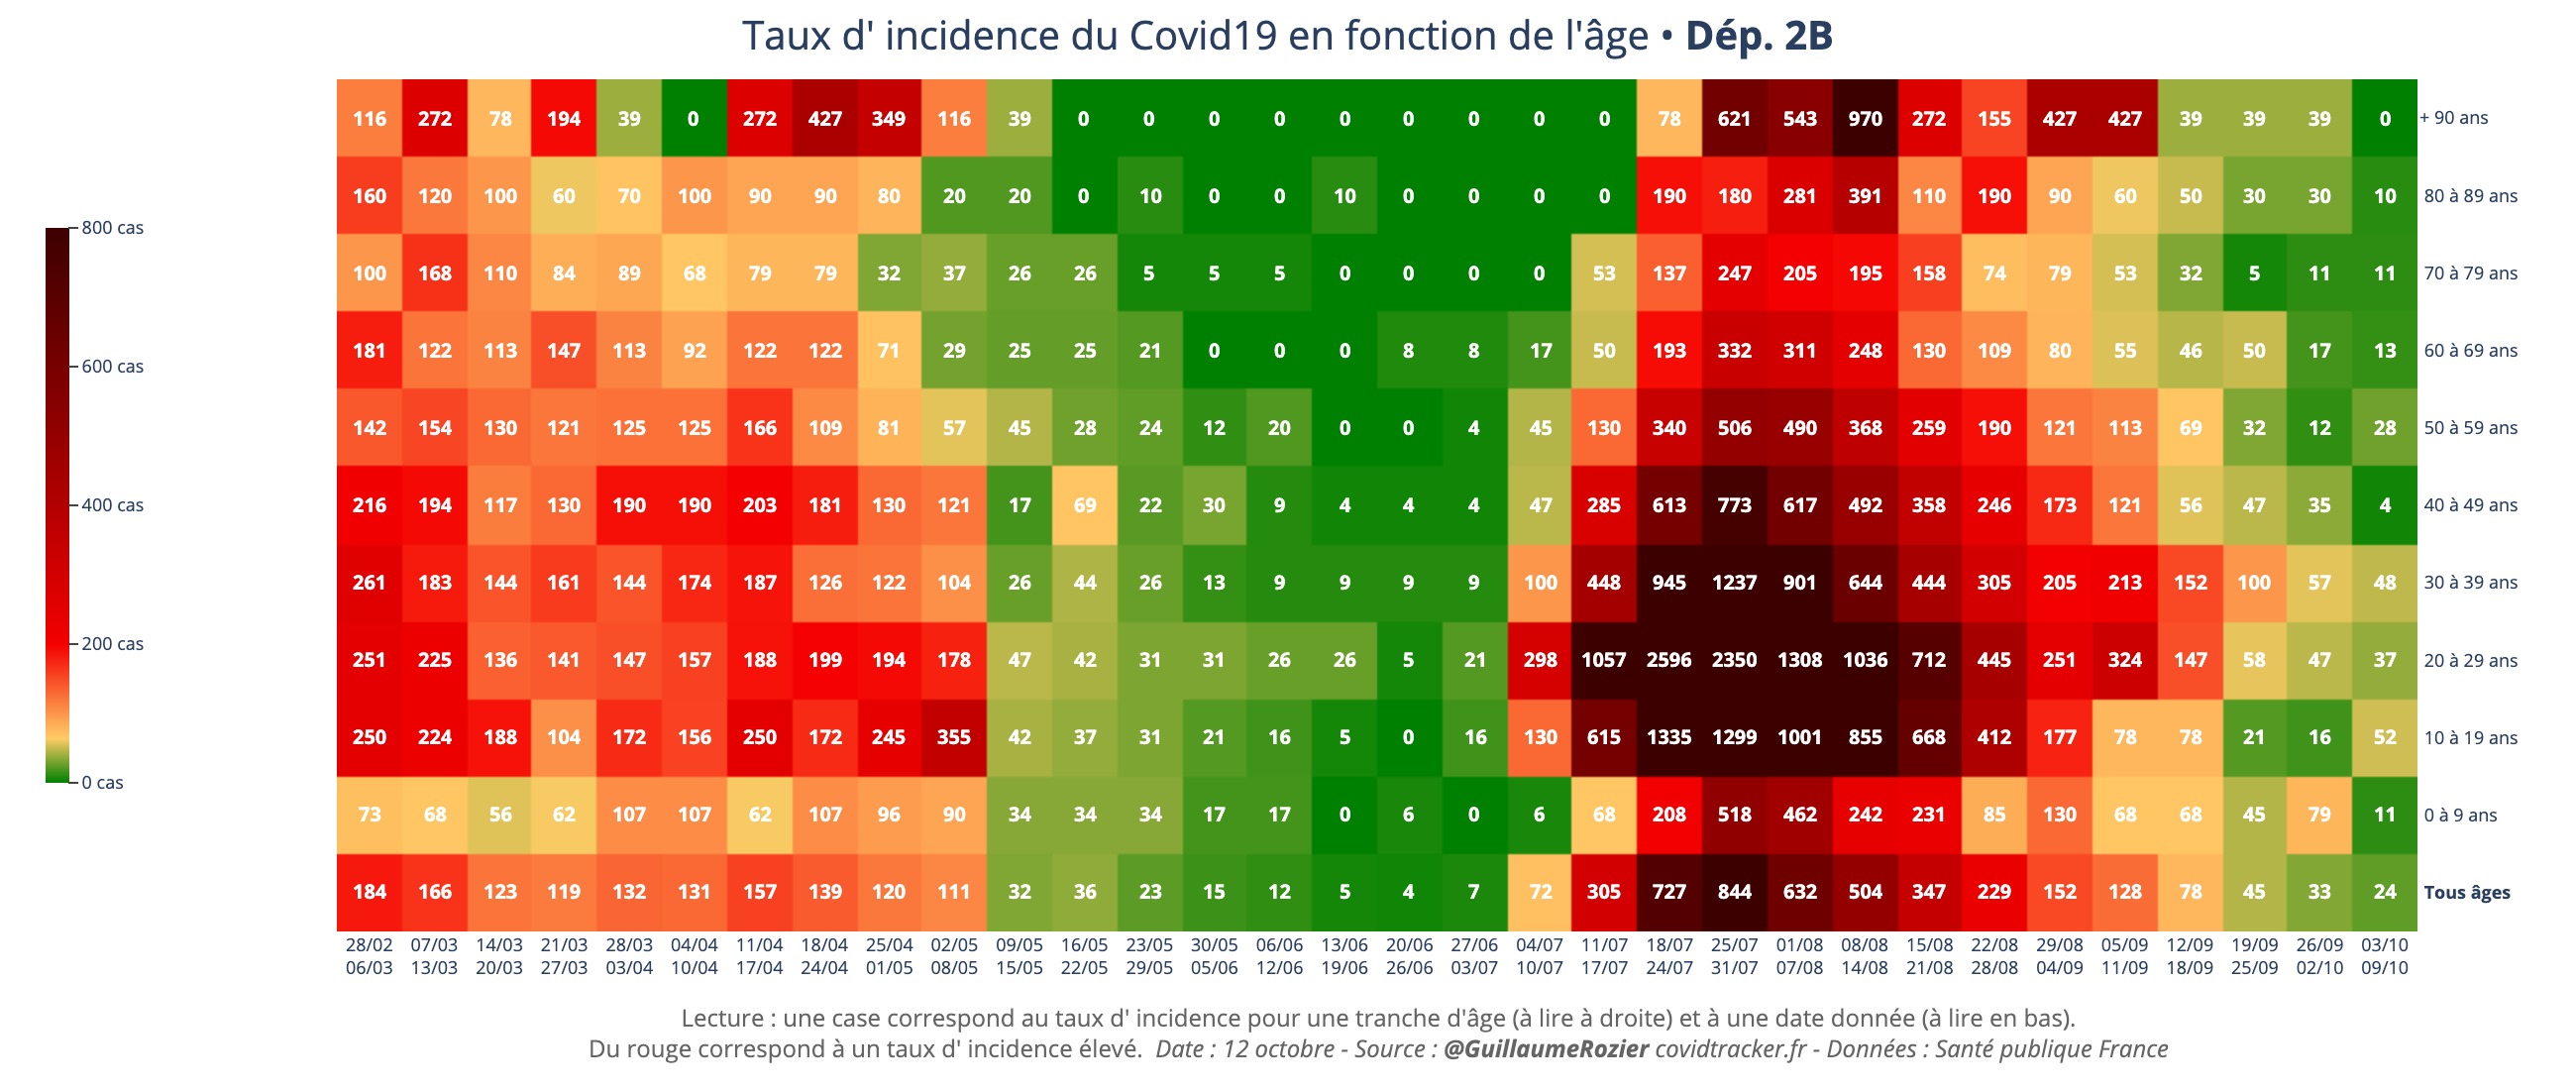 Taux d' incidence du Covid19 en fonction de l'âge • Dép. 2B
800 cas
600 cas
400 cas
200 cas
0 cas
116 272 78 194 39 0 272 427 349 116 39 0 0 0 0 0 0 0 0 0 78 621 543 970 272 155 427 427 39 39 39 0 + 90 ans
160 120 100 60 70 100 90 90 80 20 20 0 10 0 0 10 0 0 0 0 190 180 281 391 110 190 90 60 50 30 30 10 80 à 89 ans
100 168 110 84 89 68 79 79 32 37 26 26 5 5 5 0 0 0 0 53 137 247 205 195 158 74 79 53 32 5 11 11 70 à 79 ans
181 122 113 147 113 92 122 122 71 29 25 25 21 0 0 0 8 8 17 50 193 332 311 248 130 109 80 55 46 50 17 13 60 à 69 ans
142 154 130 121 125 125 166 109 81 57 45 28 24 12 20 0 0 4 45 130 340 506 490 368 259 190 121 113 69 32 12 28 50 à 59 ans
216 194 117 130 190 190 203 181 130 121 17 69 22 30 9 4 4 4 47 285 613 773 617 492 358 246 173 121 56 47 35 4 40 à 49 ans
261 183 144 161 144 174 187 126 122 104 26 44 26 13 9 9 9 9 100 448 945 1237 901 644 444 305 205 213 152 100 57 48 30 à 39 ans
251 225 136 141 147 157 188 199 194 178 47 42 31 31 26 26 5 21 298 1057 2596 2350 1308 1036 712 445 251 324 147 58 47 37 20 à 29 ans
250 224 188 104 172 156 250 172 245 355 42 37 31 21 16 5 0 16 130 615 1335 1299 1001 855 668 412 177 78 78 21 16 52 10 à 19 ans
73 68 56 62 107 107 62 107 96 90 34 34 34 17 17 0 6 0 6 68 208 518 462 242 231 85 130 68 68 45 79 11 0 à 9 ans
184 166 123 119 132 131 157 139 120 111 32 36 23 15 12 5 4 7 72 305 727 844 632 504 347 229 152 128 78 45 33 24 Tous âges
28/02 07/03 14/03 21/03 28/03 04/04 11/04 18/04 25/04 02/05 09/05 16/05 23/05 30/05 06/06 13/06 20/06 27/06 04/07 11/07 18/07 25/07 01/08 08/08 15/08 22/08 29/08 05/09 12/09 19/09 26/09 03/10
06/03 13/03 20/03 27/03 03/04 10/04 17/04 24/04 01/05 08/05 15/05 22/05 29/05 05/06 12/06 19/06 26/06 03/07 10/07 17/07 24/07 31/07 07/08 14/08 21/08 28/08 04/09 11/09 18/09 25/09 02/10 09/10
Lecture : une case correspond au taux d' incidence pour une tranche d'âge (à lire à droite) et à une date donnée (à lire en bas).
Du rouge correspond à un taux d' incidence élevé. Date : 12 octobre - Source : @GuillaumeRozier covidtracker.fr - Données : Santé publique France